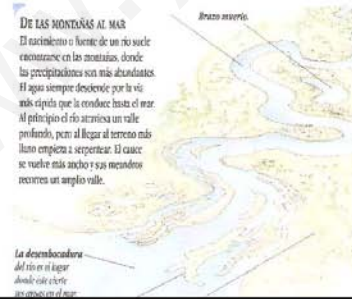 DE LAS MONTAÑAS AL MAR
El nacimiento o fuente de un río suele
encontrarse en las montañas, donde
las precipitaciones son más abundantes.
El agua siempre desciende por la vía
más rápida que la conduce hasta el mar.
Al principio el río atraviesa un valle
profundo, pero al llegar al terreno más
llano empieza a serpentear. El cauce
se vuelve más ancho y sus meandros
recorren un amplio valle.
Brazo muerto.
La desembocadura
del río es el lugar
donde éste vierte
sus aguas en el mar.